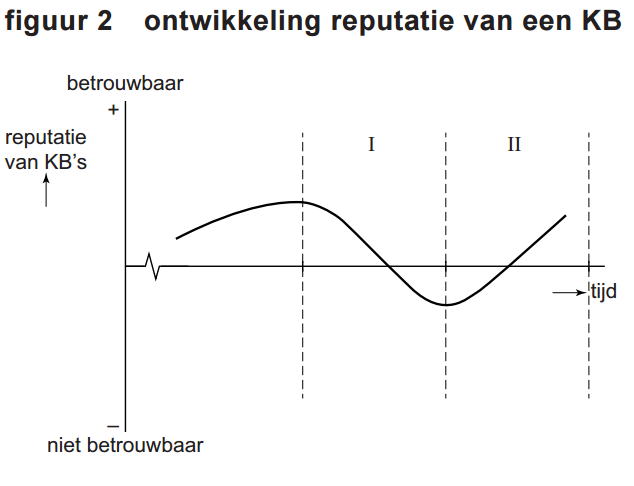 figuur 2 ontwikkeling reputatie van een KB
betrouwbaar
+
reputatie
van KB's
I
II
tijd
–
niet betrouwbaar